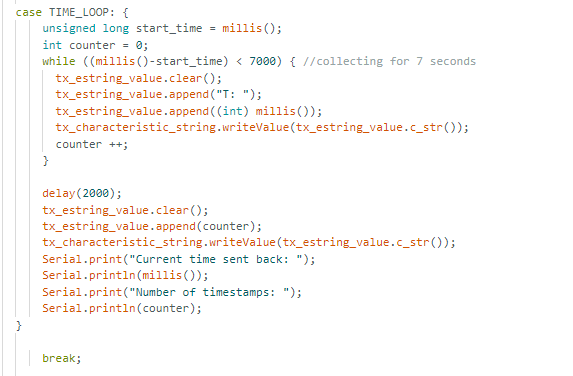 case TIME_LOOP: {
unsigned long start_time = millis();
int counter = 0;
while ((millis()-start_time) < 7000) { //collecting for 7 seconds
tx_estring_value.clear();
tx_estring_value.append("T: ");
tx_estring_value.append((int) millis());
tx_characteristic_string.writeValue(tx_estring_value.c_str());
counter ++;
}
delay(2000);
tx_estring_value.clear();
tx_estring_value.append(counter);
tx_characteristic_string.writeValue(tx_estring_value.c_str());
Serial.print("Current time sent back: ");
Serial.println(millis());
Serial.print("Number of timestamps: ");
Serial.println(counter);
}
break;